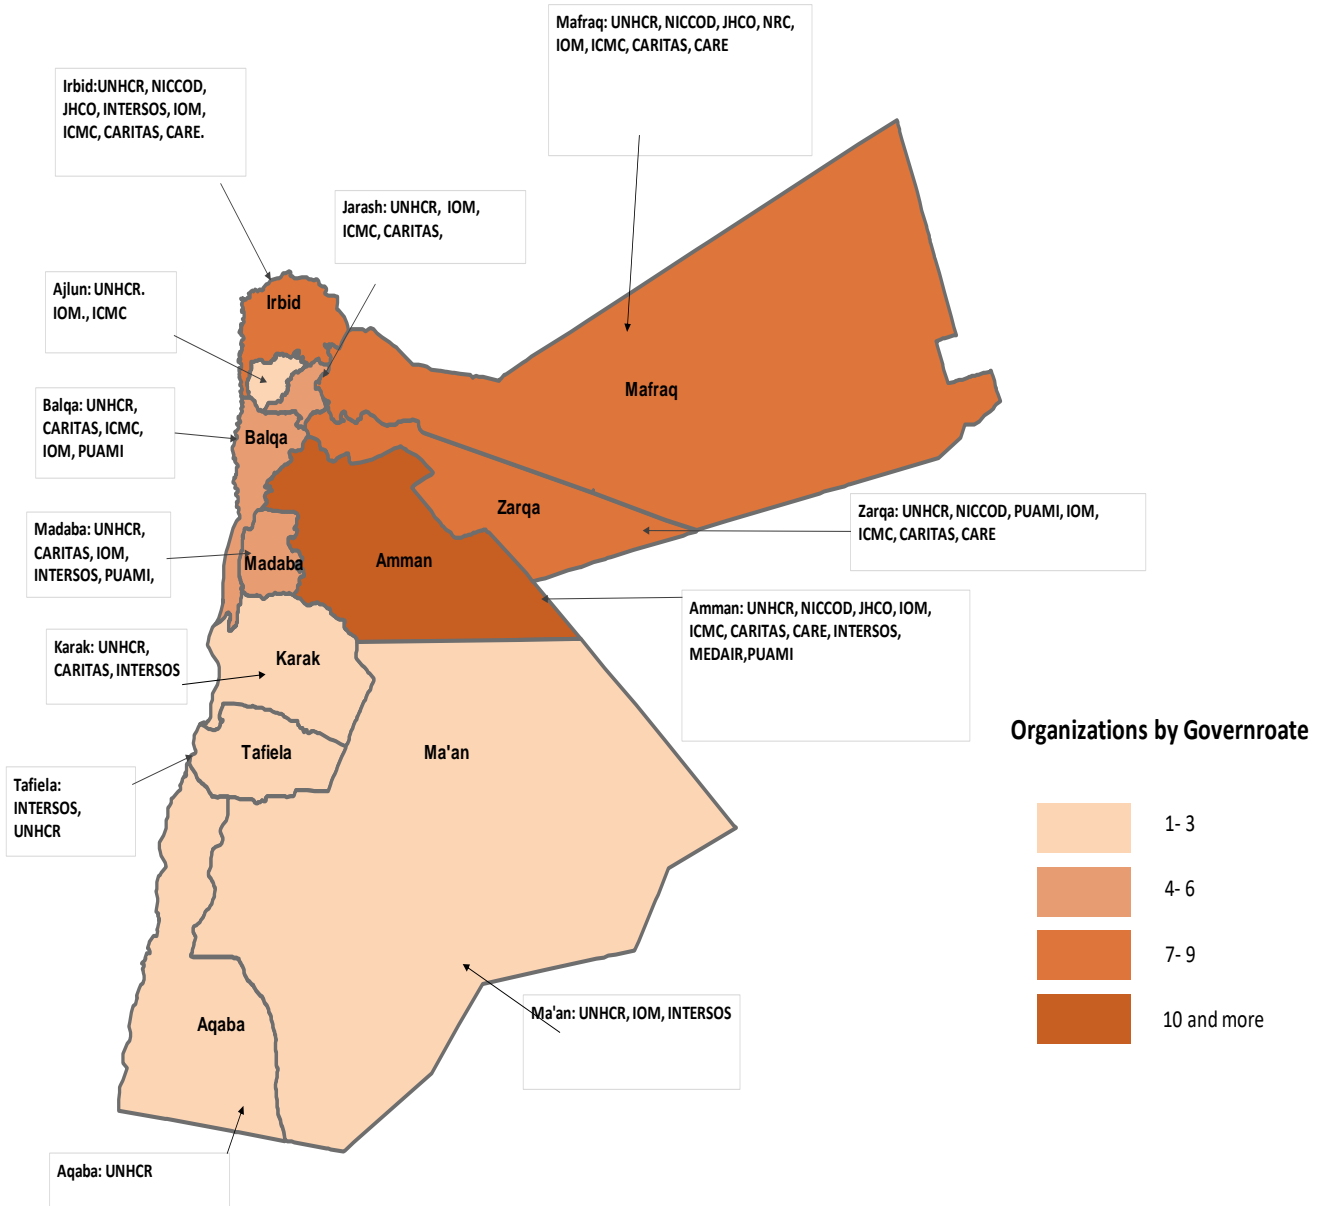 Mafraq: UNHCR, NICCOD, JHCO, NRC,
IOM, ICMC, CARITAS, CARE
Irbid:UNHCR, NICCOD,
JHCO, INTERSOS, IOM,
ICMC, CARITAS, CARE.
Jarash: UNHCR, IOM,
ICMC, CARITAS,
Ajlun: UNHCR.
IOM., ICMC
Irbid
Mafraq
Balqa: UNHCR,
CARITAS, ICMC,
IOM, PUAMI
Balqa
Zarqa
Zarqa: UNHCR, NICCOD, PUAMI, IOM,
ICMC, CARITAS, CARE
Madaba: UNHCR,
CARITAS, IOM,
INTERSOS, PUAMI,
Madaba
Amman
Amman: UNHCR, NICCOD, JHCO, IOM,
ICMC, CARITAS, CARE, INTERSOS,
MEDAIR,PUAMI
Karak: UNHCR,
CARITAS, INTERSOS
Karak
Tafiela
Ma'an
Tafiela:
INTERSOS,
UNHCR
Organizations by Governroate
1- 3
4- 6
7- 9
10 and more
Ma'an: UNHCR, IOM, INTERSOS
Aqaba
Aqaba: UNHCR